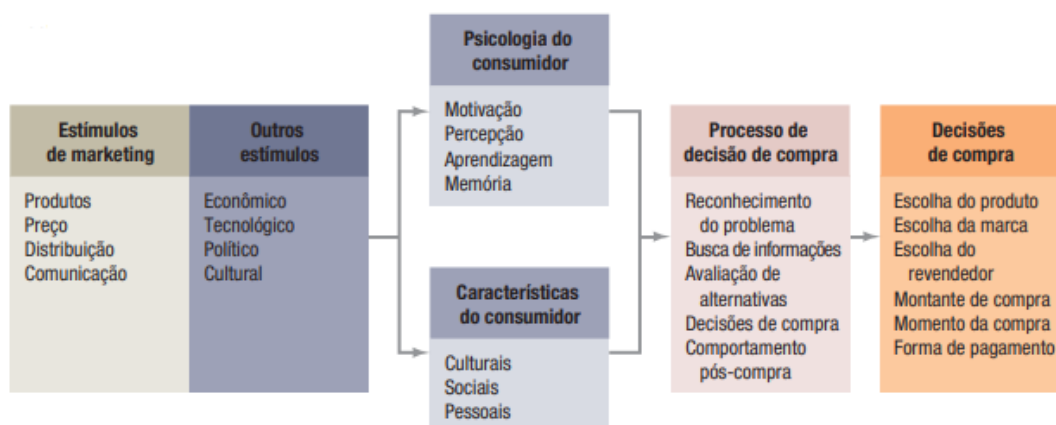 Estímulos
de marketing
Produtos
Preço
Distribuição
Comunicação
Outros
estímulos
Econômico
Tecnológico
Político
Cultural
Psicologia do
consumidor
Motivação
Percepção
Aprendizagem
Memória
Características
do consumidor
Culturais
Sociais
Pessoais
Processo de
decisão de compra
Reconhecimento
do problema
Busca de informações
Avaliação de
alternativas
Decisões de compra
Comportamento
pós-compra
Decisões
de compra
Escolha do produto
Escolha da marca
Escolha do
revendedor
Montante de compra
Momento da compra
Forma de pagamento